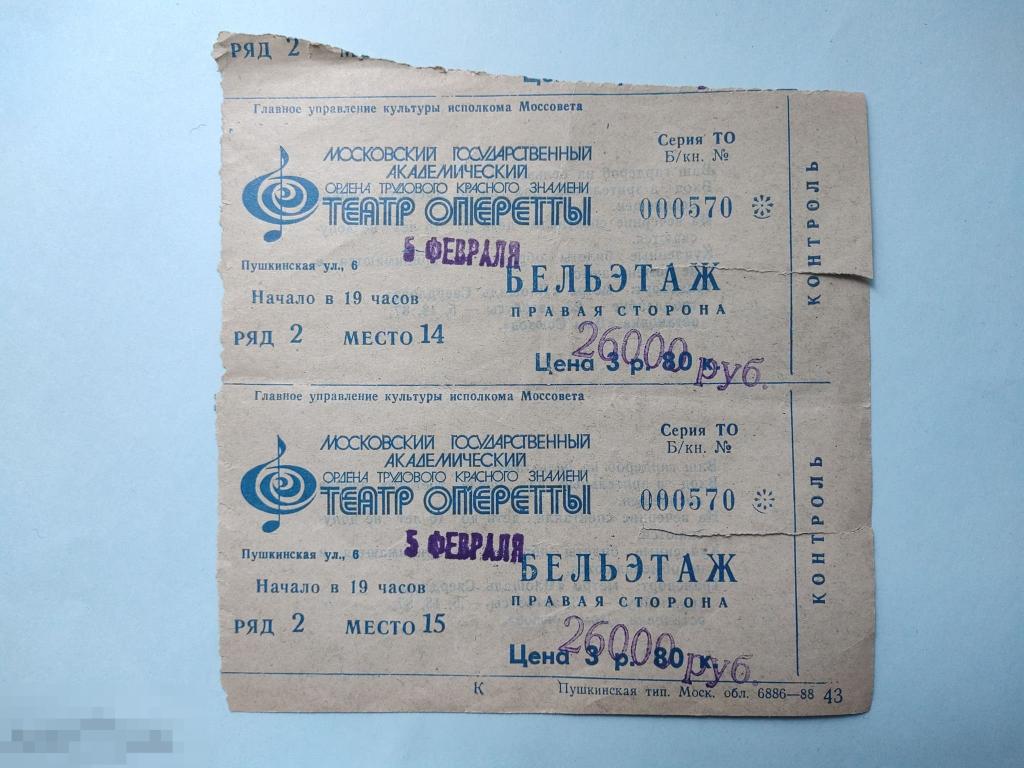 РЯД 2
Главное управление культуры исполкома Моссовета
Серия ТО
Б/кн. №
МОСКОВСКИЙ ГОСУДАРСТВЕННЫЙ
АКАДЕМИЧЕСКИЙ
ОРДЕНА ТРУДОВОГО КРАСНОГО ЗНАМЕНИ
ТЕАТР ОПЕРЕТТЫ
000570
КОНТРОЛЬ
5 ФЕВРАЛЯ
Пушкинская ул., 6
БЕЛЬЭТАЖ
Начало в 19 часов
ПРАВАЯ СТОРОНА
РЯД 2 МЕСТО 14
26000 руб.
Цена 3 р. 80 к.
Главное управление культуры исполкома Моссовета
Серия ТО
Б/кн. №
МОСКОВСКИЙ ГОСУДАРСТВЕННЫЙ
АКАДЕМИЧЕСКИЙ
ОРДЕНА ТРУДОВОГО КРАСНОГО ЗНАМЕНИ
ТЕАТР ОПЕРЕТТЫ
000570
КОНТРОЛЬ
5 ФЕВРАЛЯ
Пушкинская ул., 6
БЕЛЬЭТАЖ
Начало в 19 часов
ПРАВАЯ СТОРОНА
РЯД 2 МЕСТО 15
26000 руб.
Цена 3 р. 80 к.
К Пушкинская тип. Моск. обл. 6886—88 43